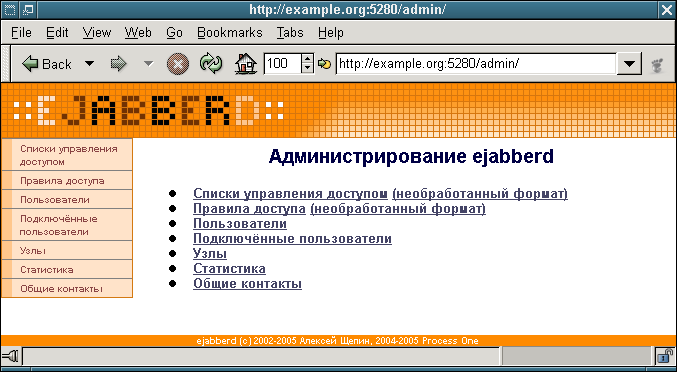 http://example.org:5280/admin/
File Edit View Web Go Bookmarks Tabs Help
Back 100 http://example.org:5280/admin/
::EJABBERD::
Списки управления
доступом
Правила доступа
Пользователи
Подключённые
пользователи
Узлы
Статистика
Общие контакты
Администрирование ejabberd
Списки управления доступом (необработанный формат)
Правила доступа (необработанный формат)
Пользователи
Подключённые пользователи
Узлы
Статистика
Общие контакты
ejabberd (c) 2002-2005 Алексей Щепин, 2004-2005 Process One